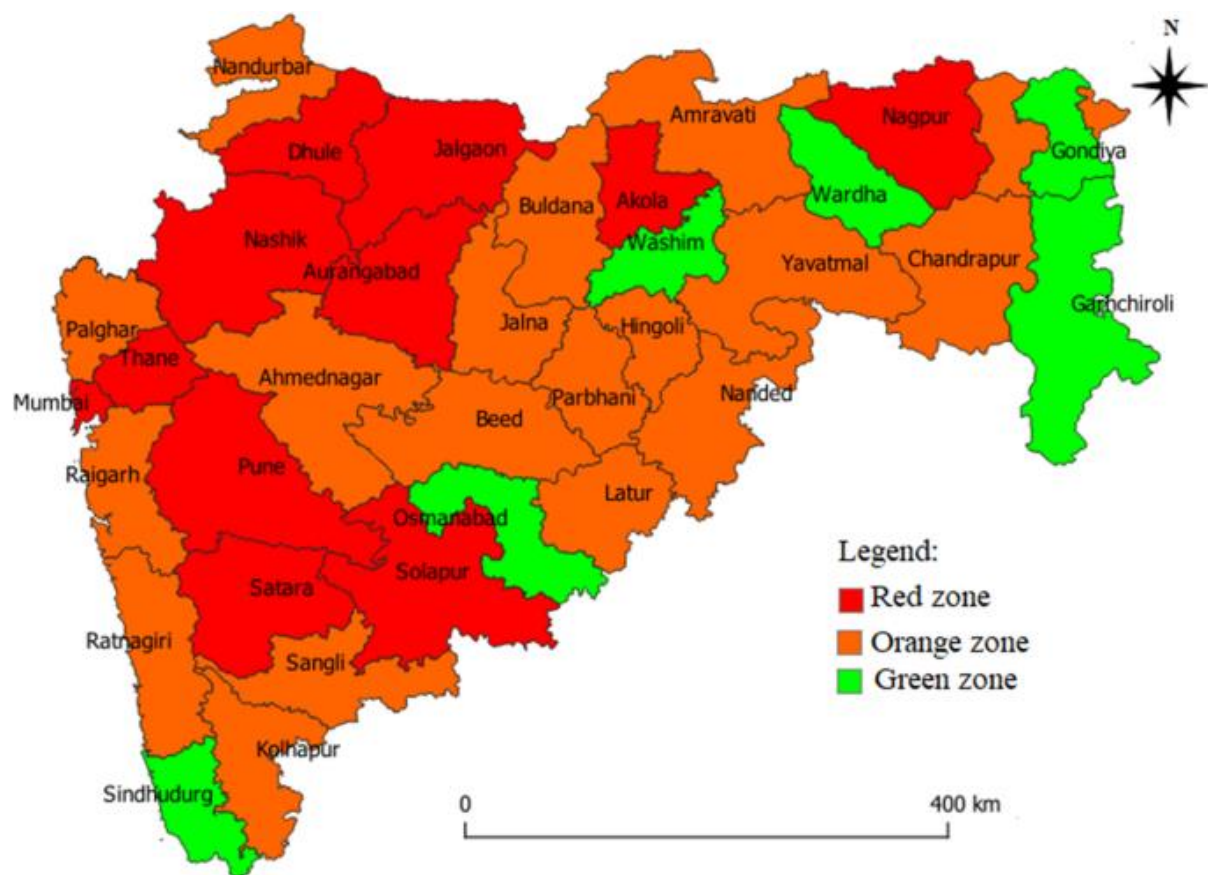 N
Nandurbar
Amravati
Nagpur
Dhule
Jalgaon
Gondiya
Akola
Wardha
Buldana
Nashik
Washim
Aurangabad
Yavatmal
Chandrapur
Garhchiroli
Palghar
Jalna
Hingoli
Thane
Ahmednagar
Mumbai
Parbhani
Nanded
Beed
Raigarh
Pune
Latur
Osmanabad
Solapur
Satara
Ratnagiri
Sangli
Kolhapur
Sindhudurg
Legend:
Red zone
Orange zone
Green zone
0 400 km